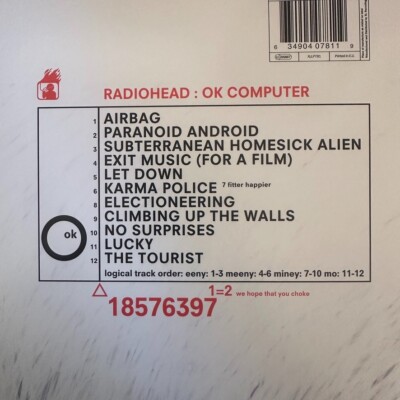 6 34904 07811 9
RADIOHEAD : OK COMPUTER
1 AIRBAG
2 PARANOID ANDROID
3 SUBTERRANEAN HOMESICK ALIEN
4 EXIT MUSIC (FOR A FILM)
5 LET DOWN
6 KARMA POLICE 7 fitter happier
8 ELECTIONEERING
9 CLIMBING UP THE WALLS
10 NO SURPRISES
11 LUCKY
12 THE TOURIST
ok
logical track order: eeny: 1-3 meeny: 4-6 miney: 7-10 mo: 11-12
1=2 we hope that you choke
18576397